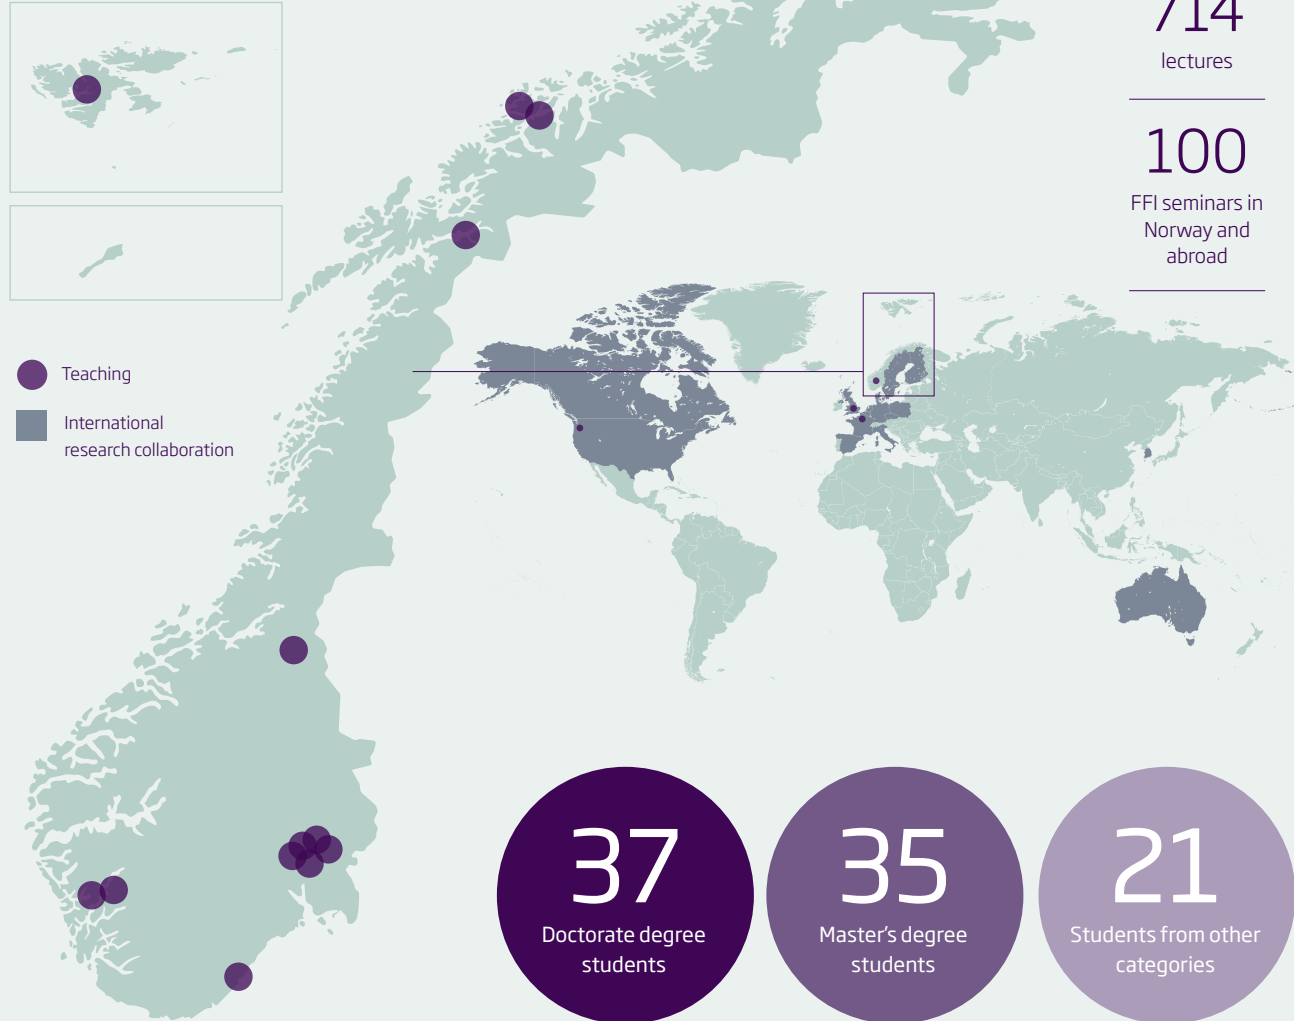 714
lectures
100
FFI seminars in
Norway and
abroad
Teaching
International
research collaboration
37
Doctorate degree
students
35
Master’s degree
students
21
Students from other
categories